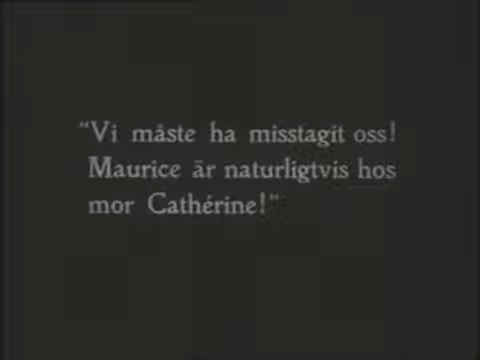 "Vi måste ha misstagit oss!
Maurice är naturligtvis hos
mor Cathérine!"